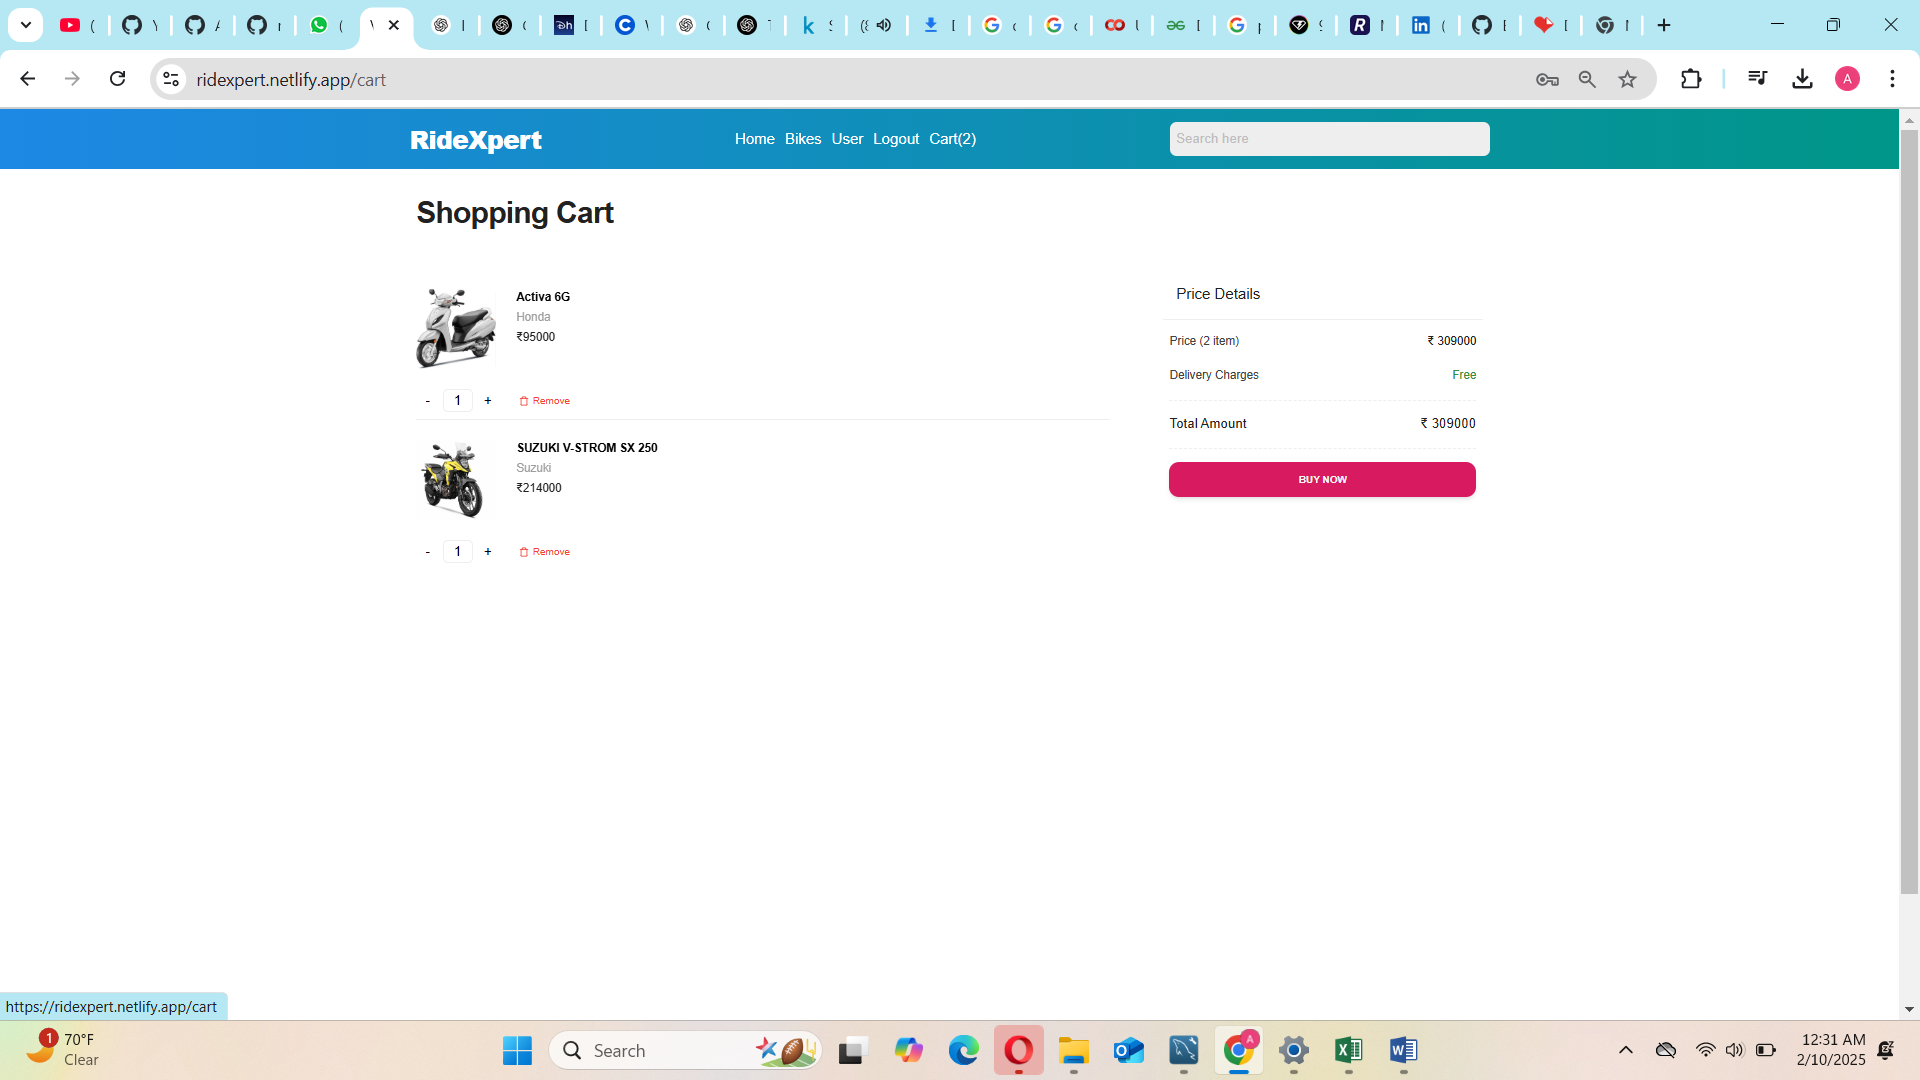 ridexpert.netlify.app/cart
A
RideXpert
Home Bikes User Logout Cart(2)
Search here
Shopping Cart
Activa 6G
Honda
₹95000
- 1 + Remove
SUZUKI V-STROM SX 250
Suzuki
₹214000
- 1 + Remove
Price Details
Price (2 item) ₹ 309000
Delivery Charges Free
Total Amount ₹ 309000
BUY NOW
https://ridexpert.netlify.app/cart
1
70°F
Clear
Search
A
12:31 AM
2/10/2025